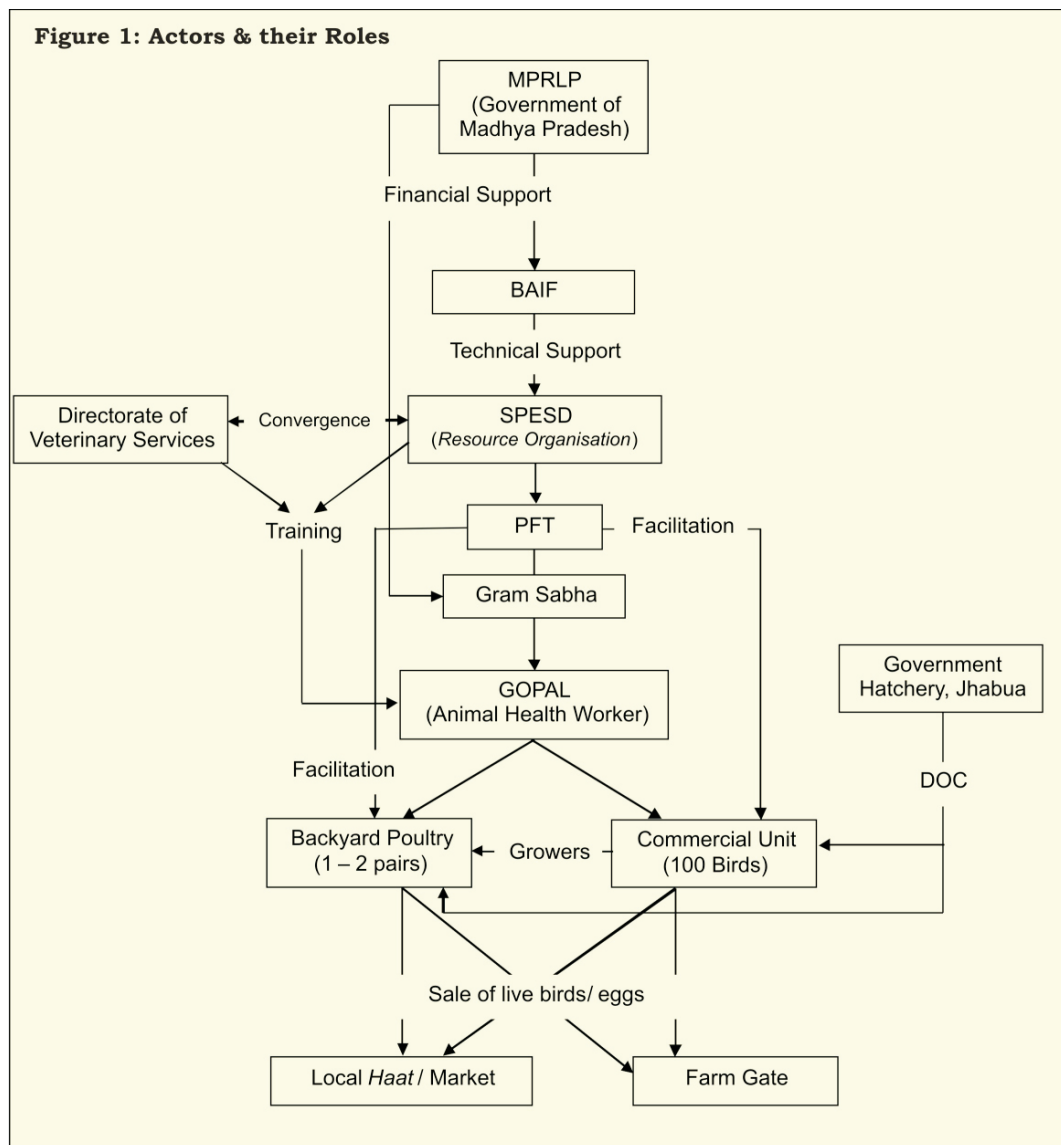 Figure 1: Actors & their Roles
MPRLP
(Government of
Madhya Pradesh)
Financial Support
BAIF
Technical Support
Directorate of
Veterinary Services
Convergence
SPESD
(Resource Organisation)
Training
PFT
Facilitation
Gram Sabha
GOPAL
(Animal Health Worker)
Government
Hatchery, Jhabua
Facilitation
DOC
Backyard Poultry
(1 – 2 pairs)
Growers
Commercial Unit
(100 Birds)
Sale of live birds/ eggs
Local Haat / Market
Farm Gate